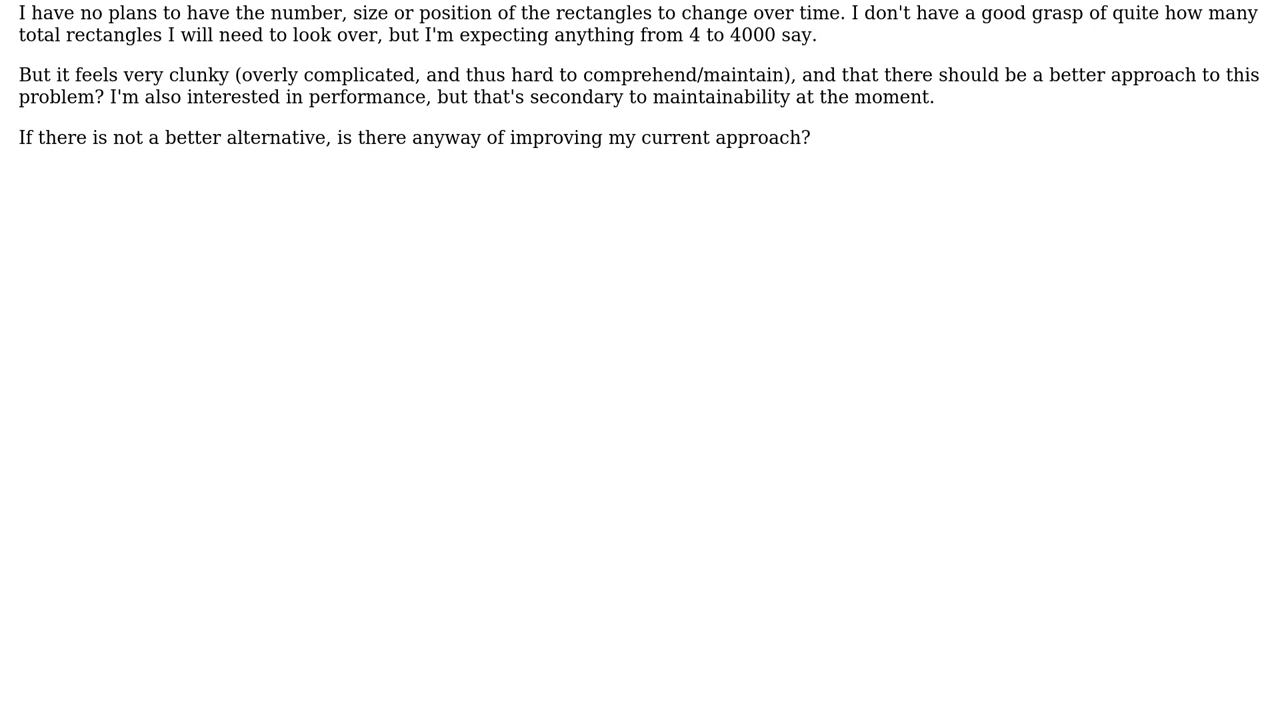 I have no plans to have the number, size or position of the rectangles to change over time. I don't have a good grasp of quite how many
total rectangles I will need to look over, but I'm expecting anything from 4 to 4000 say.
But it feels very clunky (overly complicated, and thus hard to comprehend/maintain), and that there should be a better approach to this
problem? I'm also interested in performance, but that's secondary to maintainability at the moment.
If there is not a better alternative, is there anyway of improving my current approach?